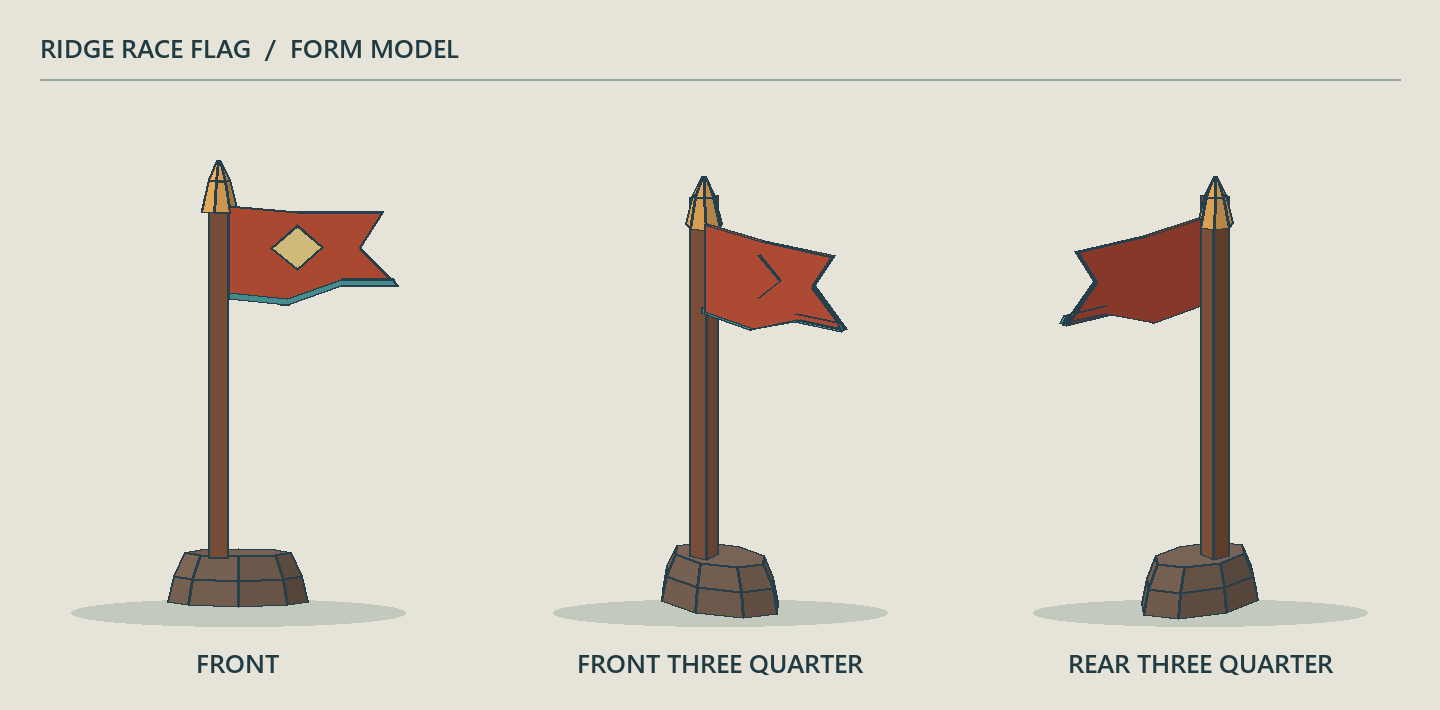 RIDGE RACE FLAG / FORM MODEL
FRONT
FRONT THREE QUARTER
REAR THREE QUARTER